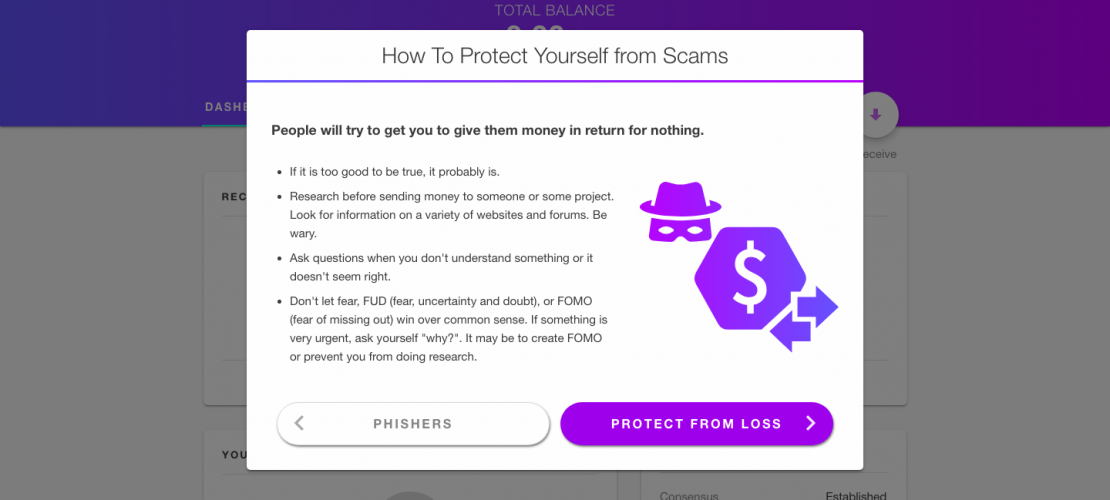 TOTAL BALANCE
How To Protect Yourself from Scams
DASHB
eceive
People will try to get you to give them money in return for nothing.
REC
If it is too good to be true, it probably is.
Research before sending money to someone or some project.
Look for information on a variety of websites and forums. Be
wary.
Ask questions when you don't understand something or it
doesn't seem right.
Don't let fear, FUD (fear, uncertainty and doubt), or FOMO
(fear of missing out) win over common sense. If something is
very urgent, ask yourself "why?". It may be to create FOMO
or prevent you from doing research.
$
PHISHERS
PROTECT FROM LOSS
YOU
Consensus
Established